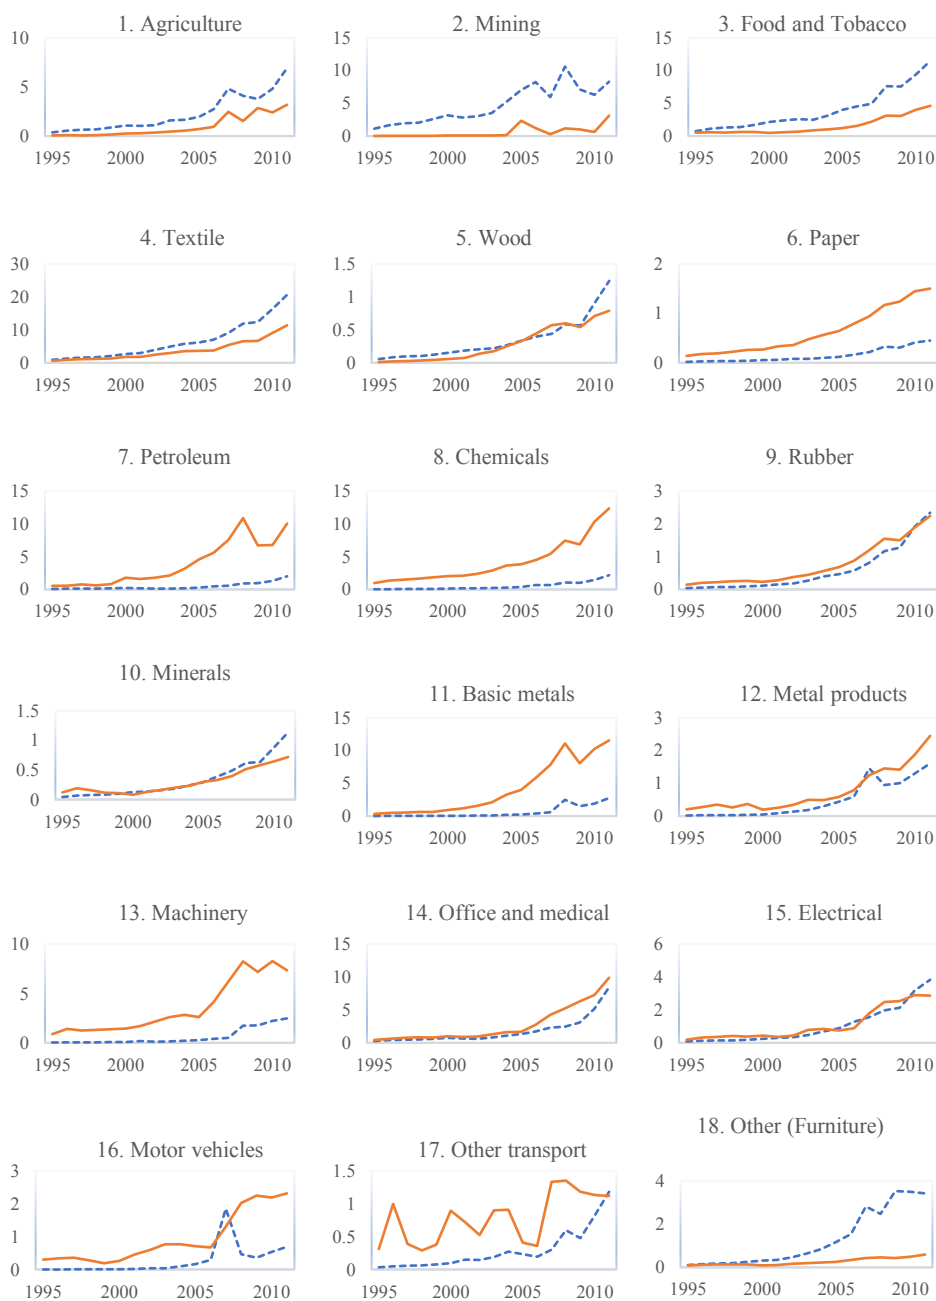 1. Agriculture
10
5
0
1995 2000 2005 2010
2. Mining
15
10
5
0
1995 2000 2005 2010
3. Food and Tobacco
15
10
5
0
1995 2000 2005 2010
4. Textile
30
20
10
0
1995 2000 2005 2010
5. Wood
1.5
1
0.5
0
1995 2000 2005 2010
6. Paper
2
1
0
1995 2000 2005 2010
7. Petroleum
15
10
5
0
1995 2000 2005 2010
8. Chemicals
15
10
5
0
1995 2000 2005 2010
9. Rubber
3
2
1
0
1995 2000 2005 2010
10. Minerals
1.5
1
0.5
0
1995 2000 2005 2010
11. Basic metals
15
10
5
0
1995 2000 2005 2010
12. Metal products
3
2
1
0
1995 2000 2005 2010
13. Machinery
10
5
0
1995 2000 2005 2010
14. Office and medical
15
10
5
0
1995 2000 2005 2010
15. Electrical
6
4
2
0
1995 2000 2005 2010
16. Motor vehicles
3
2
1
0
1995 2000 2005 2010
17. Other transport
1.5
1
0.5
0
1995 2000 2005 2010
18. Other (Furniture)
4
2
0
1995 2000 2005 2010